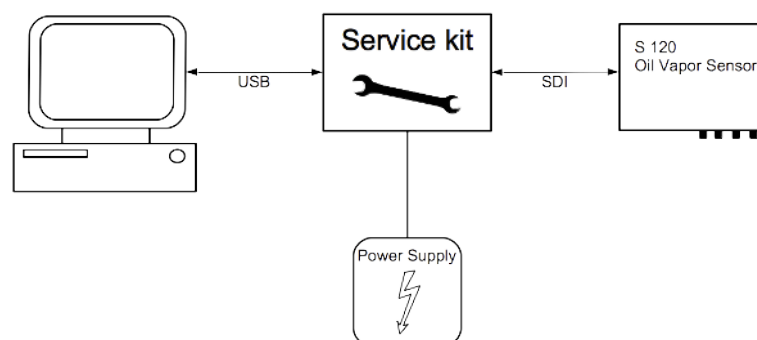 Service kit
USB
SDI
S 120
Oil Vapor Sensor
Power Supply